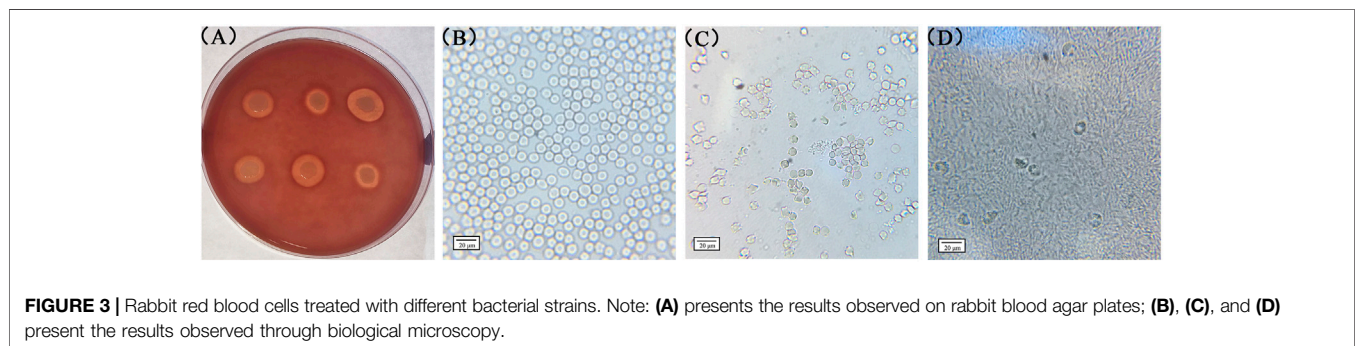 (A)
(B)
(C)
(D)
20 μm
20 μm
20 μm
FIGURE 3 | Rabbit red blood cells treated with different bacterial strains. Note: (A) presents the results observed on rabbit blood agar plates; (B), (C), and (D)
present the results observed through biological microscopy.